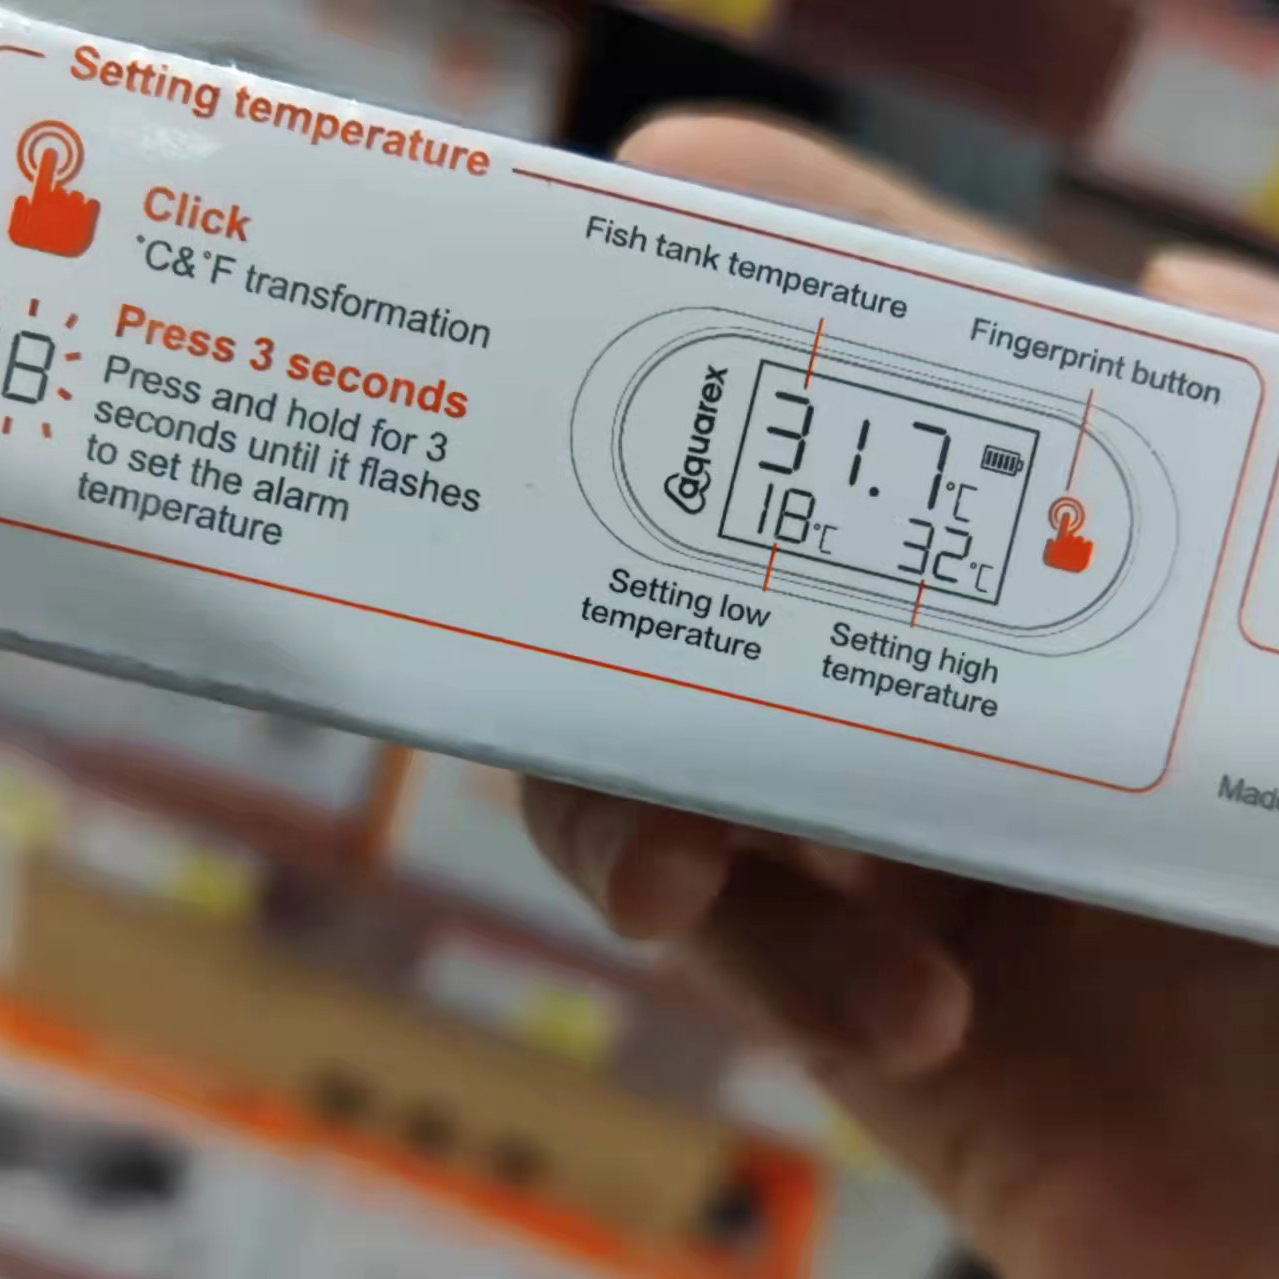 Setting temperature
Click
°C&°F transformation
Press 3 seconds
Press and hold for 3
seconds until it flashes
to set the alarm
temperature
Fish tank temperature
Fingerprint button
aquarex
31.7°C
18°C 32°C
Setting low
temperature
Setting high
temperature